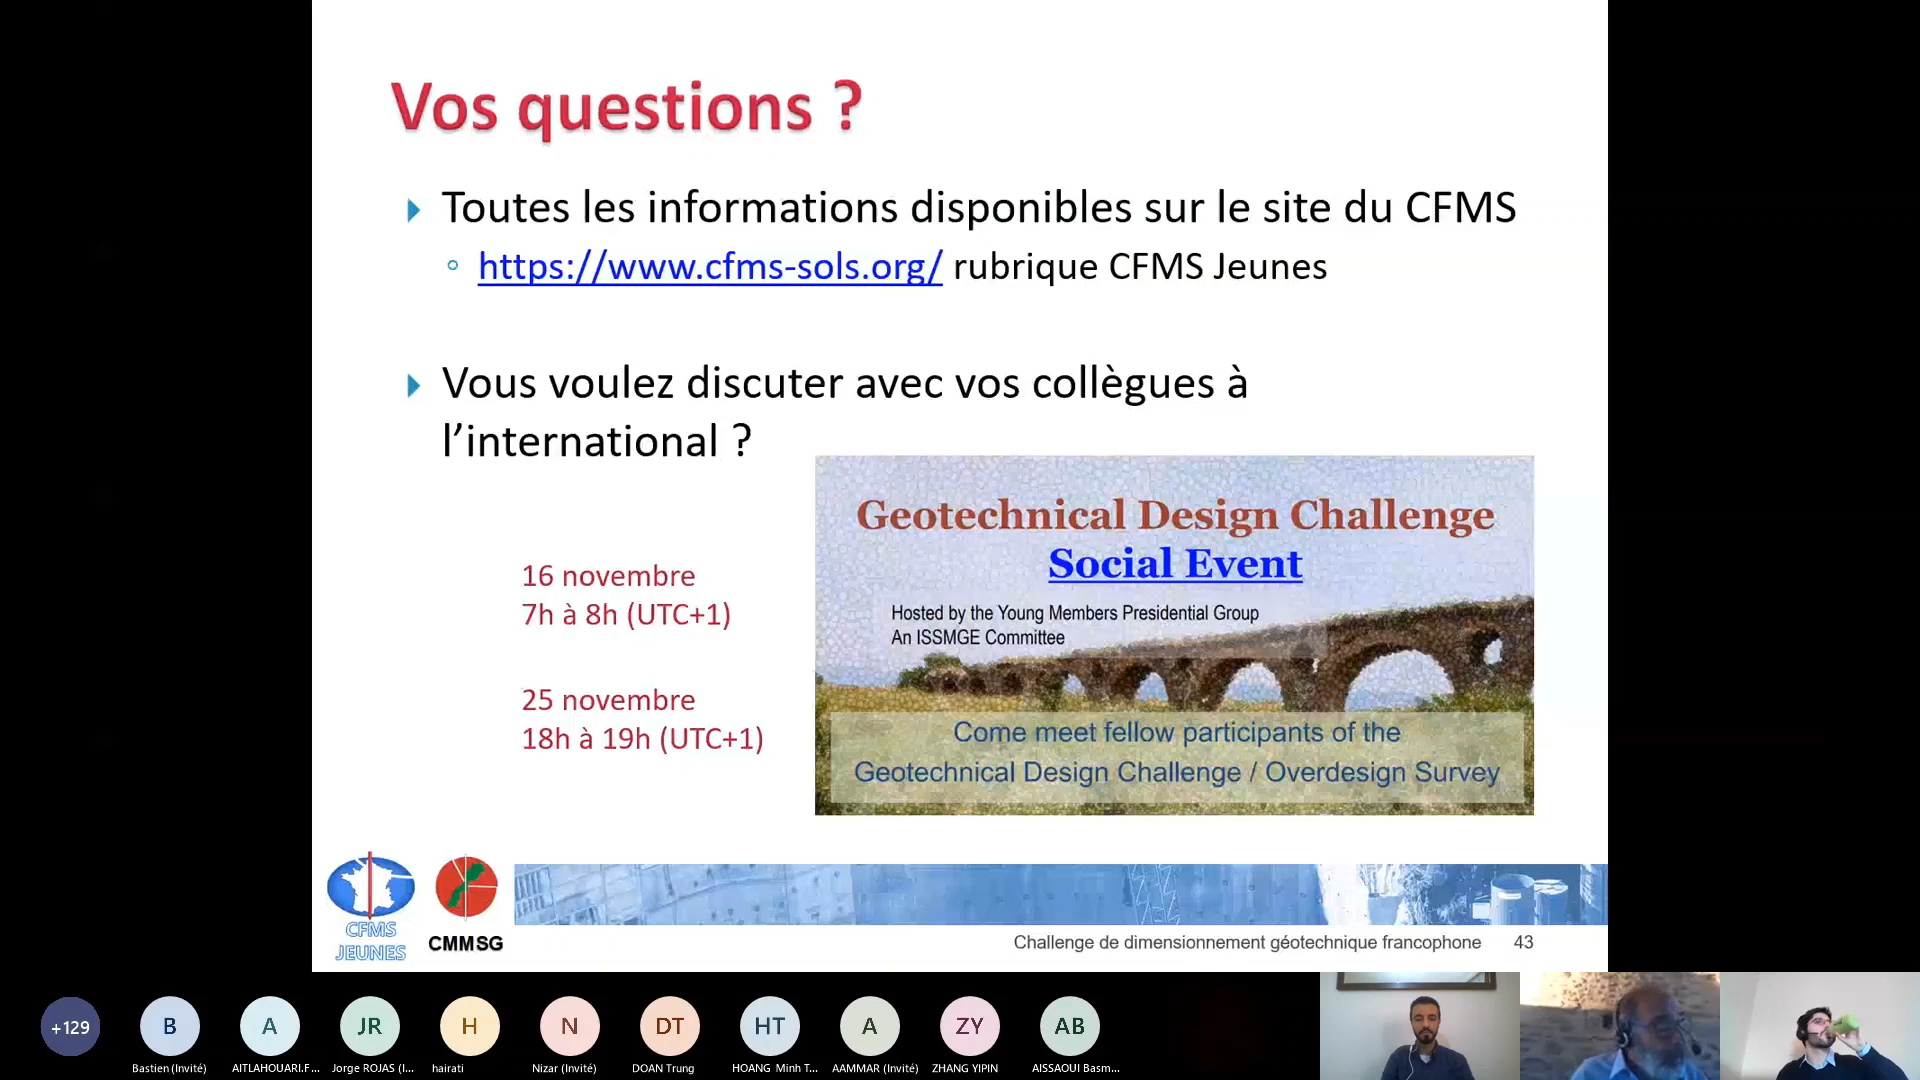 Vos questions ?
Toutes les informations disponibles sur le site du CFMS
https://www.cfms-sols.org/ rubrique CFMS Jeunes
Vous voulez discuter avec vos collègues à
l’international ?
16 novembre
7h à 8h (UTC+1)
25 novembre
18h à 19h (UTC+1)
Geotechnical Design Challenge
Social Event
Hosted by the Young Members Presidential Group
An ISSMGE Committee
Come meet fellow participants of the
Geotechnical Design Challenge / Overdesign Survey
CFMS
JEUNES
CMMSG
Challenge de dimensionnement géotechnique francophone 43
+129 B A JR H N DT HT A ZY AB
Bastien (Invité) AITLAHOUARI.F... Jorge ROJAS (I... hairati Nizar (Invité) DOAN Trung HOANG Minh T... AAMMAR (Invité) ZHANG YIPIN AISSAOUI Basm...